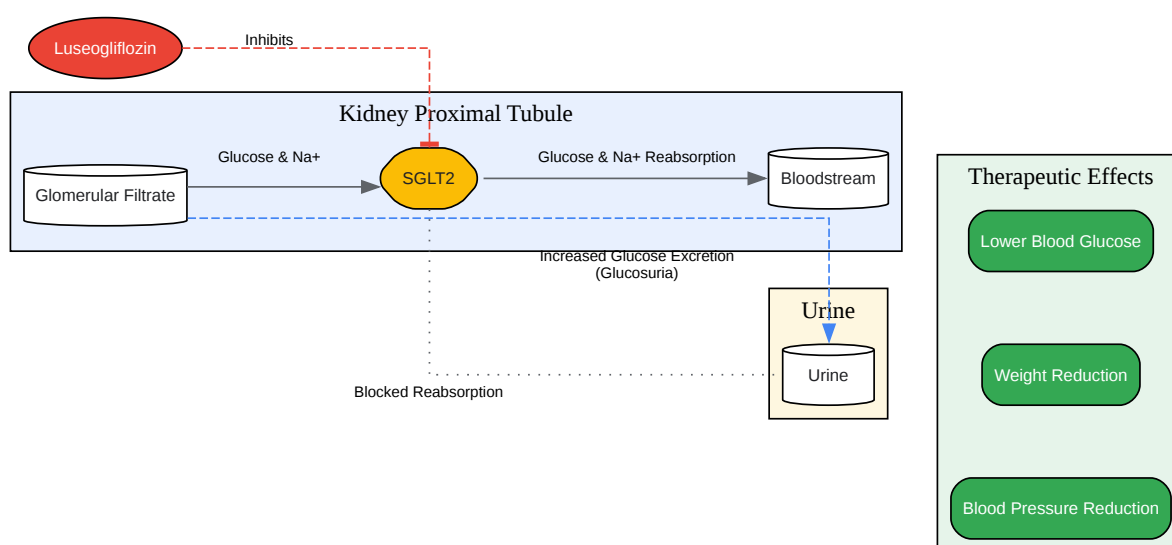 Luseogliflozin
Inhibits
Kidney Proximal Tubule
Glucose & Na+
Glucose & Na+ Reabsorption
Glomerular Filtrate
SGLT2
Bloodstream
Increased Glucose Excretion
(Glucosuria)
Urine
Urine
Blocked Reabsorption
Therapeutic Effects
Lower Blood Glucose
Weight Reduction
Blood Pressure Reduction